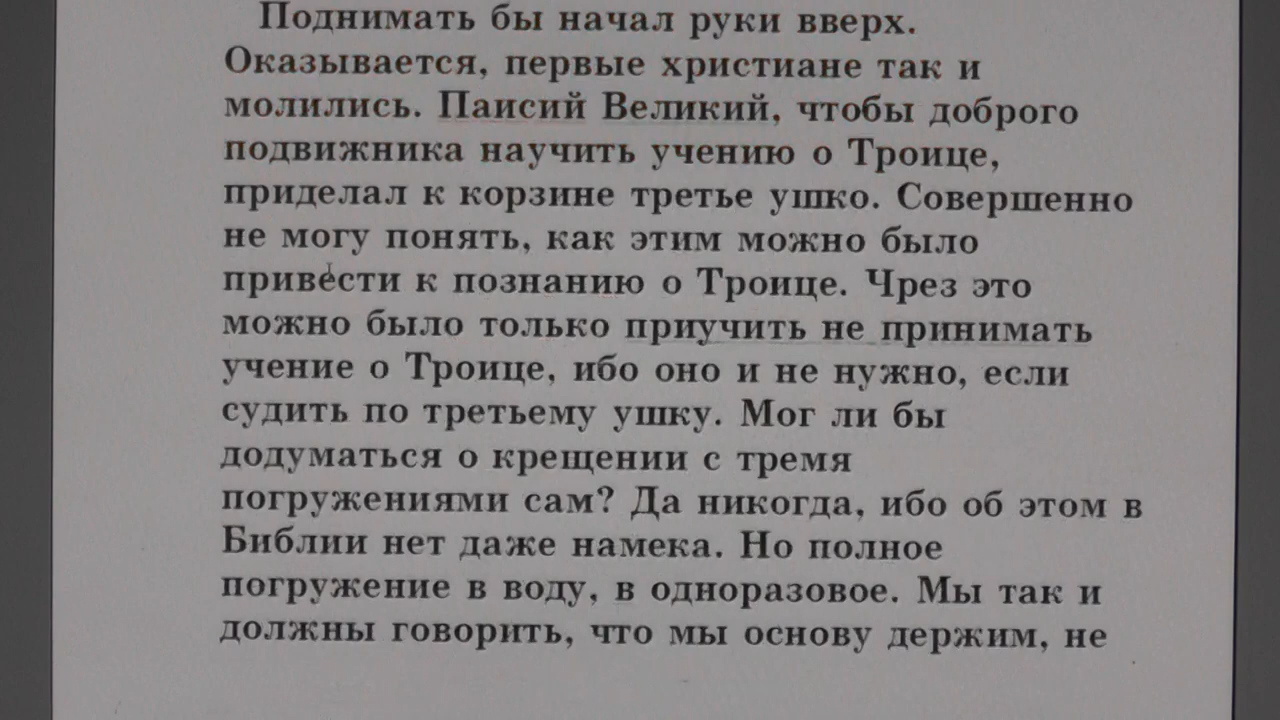 Поднимать бы начал руки вверх.
Оказывается, первые христиане так и
молились. Паисий Великий, чтобы доброго
подвижника научить учению о Троице,
приделал к корзине третье ушко. Совершенно
не могу понять, как этим можно было
привести к познанию о Троице. Чрез это
можно было только приучить не принимать
учение о Троице, ибо оно и не нужно, если
судить по третьему ушку. Мог ли бы
додуматься о крещении с тремя
погружениями сам? Да никогда, ибо об этом в
Библии нет даже намека. Но полное
погружение в воду, в одноразовое. Мы так и
должны говорить, что мы основу держим, не